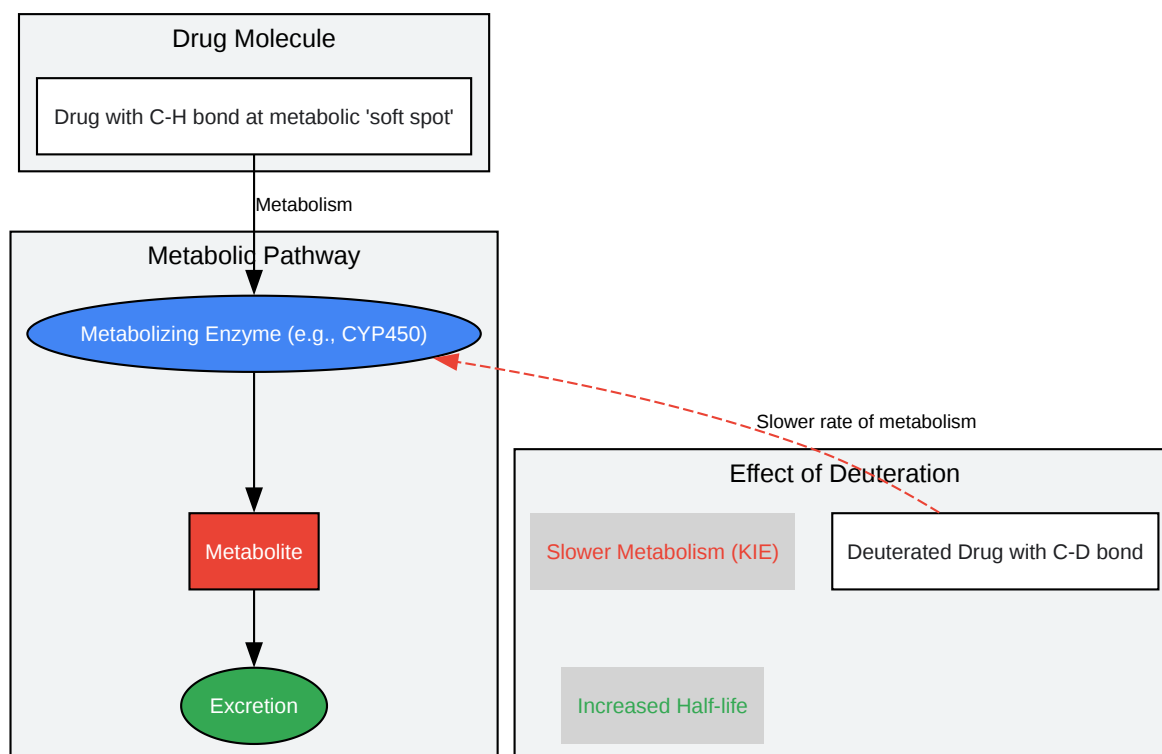 Drug Molecule
Drug with C-H bond at metabolic 'soft spot'
Metabolism
Metabolic Pathway
Metabolizing Enzyme (e.g., CYP450)
Slower rate of metabolism
Effect of Deuteration
Metabolite
Slower Metabolism (KIE)
Deuterated Drug with C-D bond
Excretion
Increased Half-life